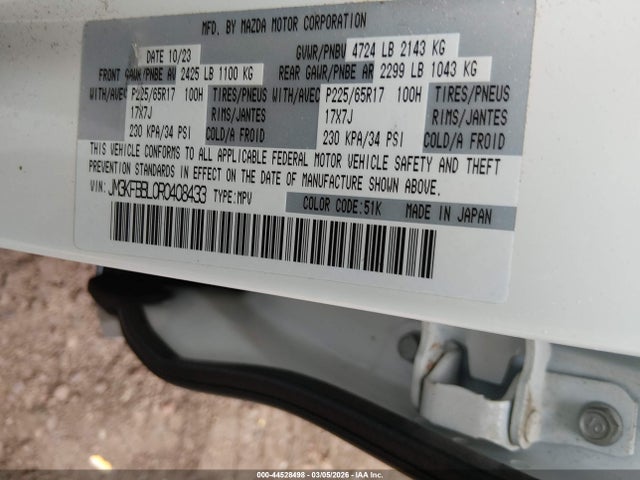 MFD. BY MAZDA MOTOR CORPORATION
DATE 10/23 GVWR/PNBV 4724 LB 2143 KG
FRONT GAWR/PNBE AV 2425 LB 1100 KG REAR GAWR/PNBE AR 2299 LB 1043 KG
WITH/AVEC P225/65R17 100H TIRES/PNEUS WITH/AVEC P225/65R17 100H TIRES/PNEUS
17X7J RIMS/JANTES 17X7J RIMS/JANTES
230 KPA/34 PSI COLD/A FROID 230 KPA/34 PSI COLD/A FROID
THIS VEHICLE CONFORMS TO ALL APPLICABLE FEDERAL MOTOR VEHICLE SAFETY AND THEFT
PREVENTION STANDARDS IN EFFECT ON THE DATE OF MANUFACTURE SHOWN ABOVE.
VIN: JM3KFBBL0R0408433 TYPE:MPV
COLOR CODE:51K MADE IN JAPAN
000-44528498 - 03/05/2026 - IAA Inc.